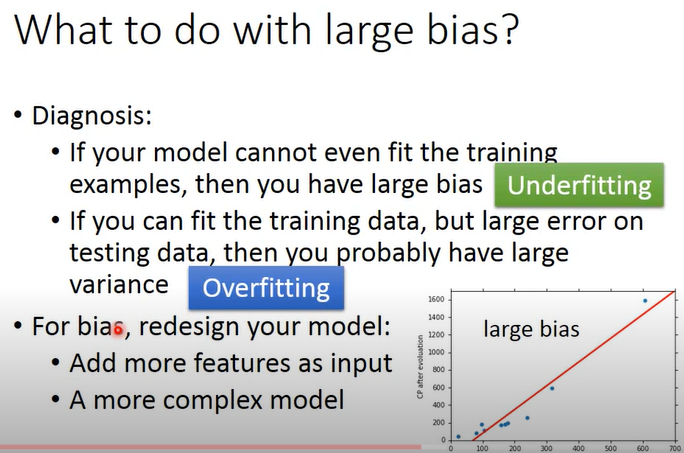 What to do with large bias?
• Diagnosis:
• If your model cannot even fit the training
examples, then you have large bias Underfitting
• If you can fit the training data, but large error on
testing data, then you probably have large
variance Overfitting
• For bias, redesign your model:
• Add more features as input
• A more complex model
large bias
CP after evaluation
1600
1400
1200
1000
800
600
400
200
0
0 100 200 300 400 500 600 700